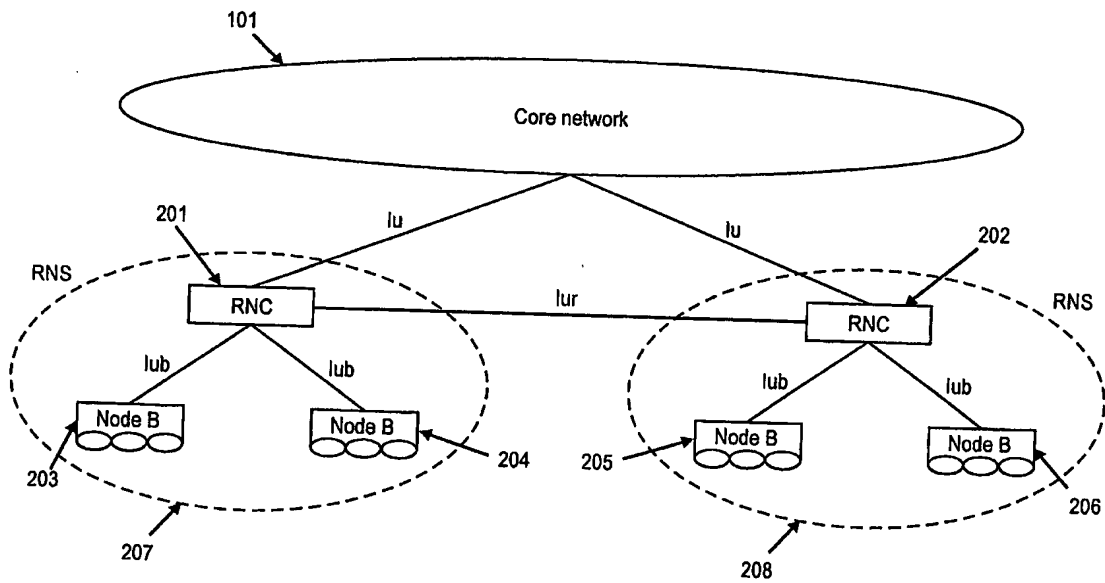 101
Core network
201
Iu
Iu
202
RNS
RNC
Iur
RNC
RNS
Iub
Iub
Iub
Iub
Node B
Node B
Node B
Node B
203
204
205
206
207
208